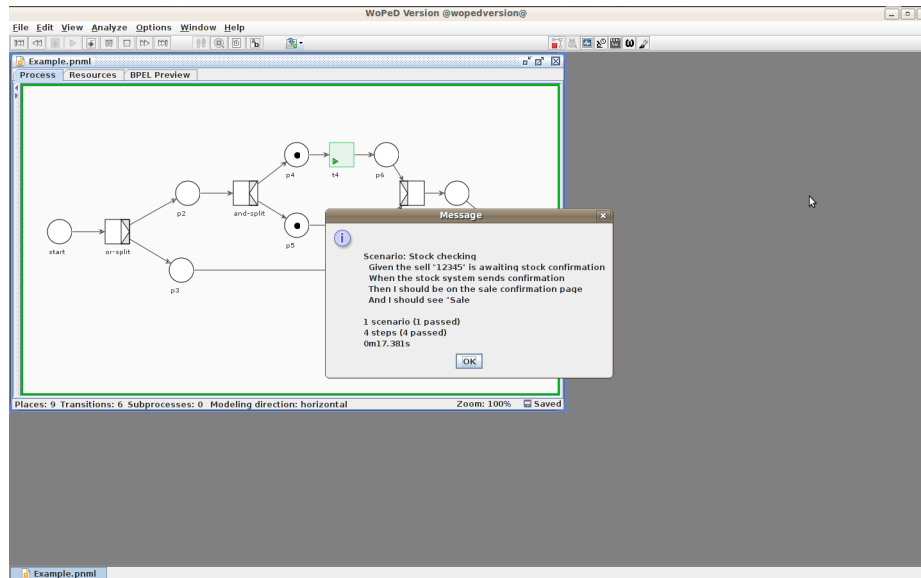 WoPeD Version @wopedversion@
File Edit View Analyze Options Window Help
Example.pnml
Process Resources BPEL Preview
p4
t4
p6
p2
and-split
p5
start
or-split
p3
Message
Scenario: Stock checking
Given the sell "12345" is awaiting stock confirmation
When the stock system sends confirmation
Then I should be on the sale confirmation page
And I should see "Sale
1 scenario (1 passed)
4 steps (4 passed)
0m17.381s
OK
Places: 9 Transitions: 6 Subprocesses: 0 Modeling direction: horizontal Zoom: 100% Saved
Example.pnml